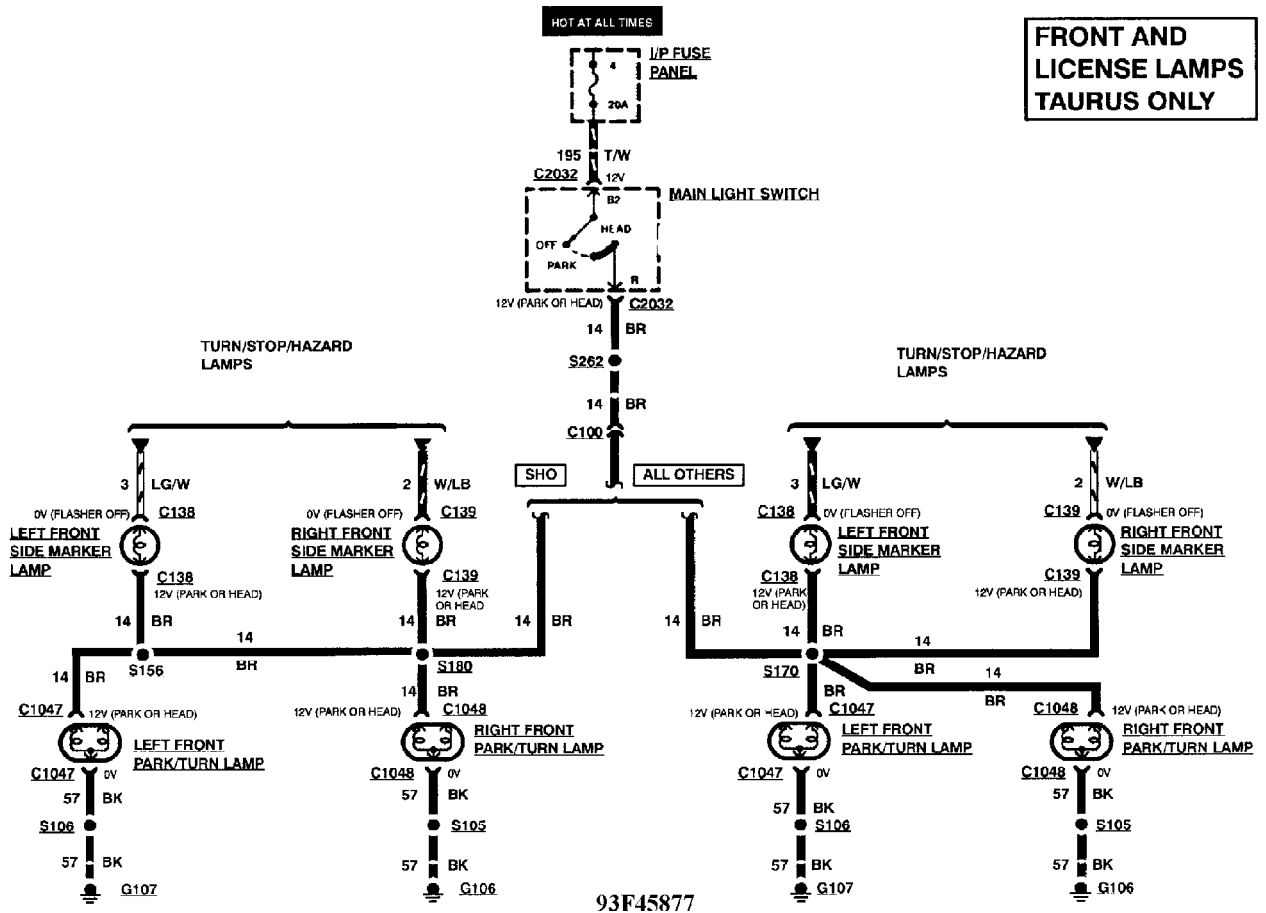 HOT AT ALL TIMES
FRONT AND
LICENSE LAMPS
TAURUS ONLY
I/P FUSE
PANEL
4
20A
195 T/W
C2032 12V
MAIN LIGHT SWITCH
B2
HEAD
OFF
PARK
R
12V (PARK OR HEAD) C2032
14 BR
S262
14 BR
C100
TURN/STOP/HAZARD
LAMPS
TURN/STOP/HAZARD
LAMPS
SHO
ALL OTHERS
3 LG/W
2 W/LB
3 LG/W
2 W/LB
0V (FLASHER OFF) C138
0V (FLASHER OFF) C139
C138 0V (FLASHER OFF)
C139 0V (FLASHER OFF)
LEFT FRONT
SIDE MARKER
LAMP
RIGHT FRONT
SIDE MARKER
LAMP
LEFT FRONT
SIDE MARKER
LAMP
RIGHT FRONT
SIDE MARKER
LAMP
C138
12V (PARK OR HEAD)
C139
12V (PARK
OR HEAD
C138
12V (PARK
OR HEAD)
C139
12V (PARK OR HEAD)
14 BR
14 BR
14 BR
14 BR
14 BR
14
BR
14
BR
S156
S180
S170
14 BR
14 BR
BR
14
BR
C1047 12V (PARK OR HEAD)
12V (PARK OR HEAD) C1048
12V (PARK OR HEAD) C1047
C1048 12V (PARK OR HEAD)
LEFT FRONT
PARK/TURN LAMP
RIGHT FRONT
PARK/TURN LAMP
LEFT FRONT
PARK/TURN LAMP
RIGHT FRONT
PARK/TURN LAMP
C1047 0V
C1048 0V
C1047 0V
C1048 0V
57 BK
57 BK
57 BK
57 BK
S106
S105
S106
S105
57 BK
57 BK
57 BK
57 BK
G107
G106
G107
G106
93F45877